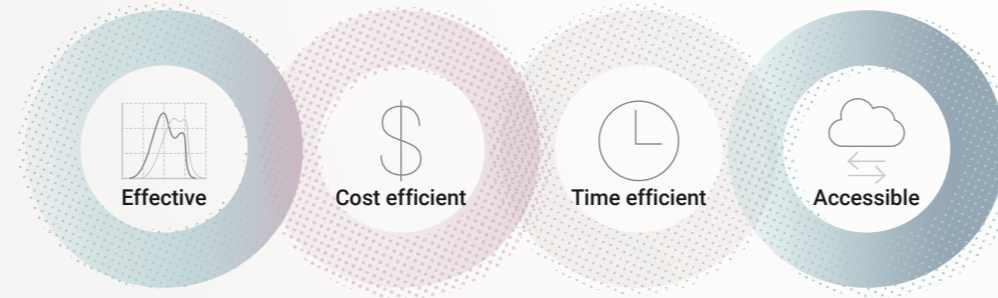 Effective
Cost efficient
Time efficient
Accessible